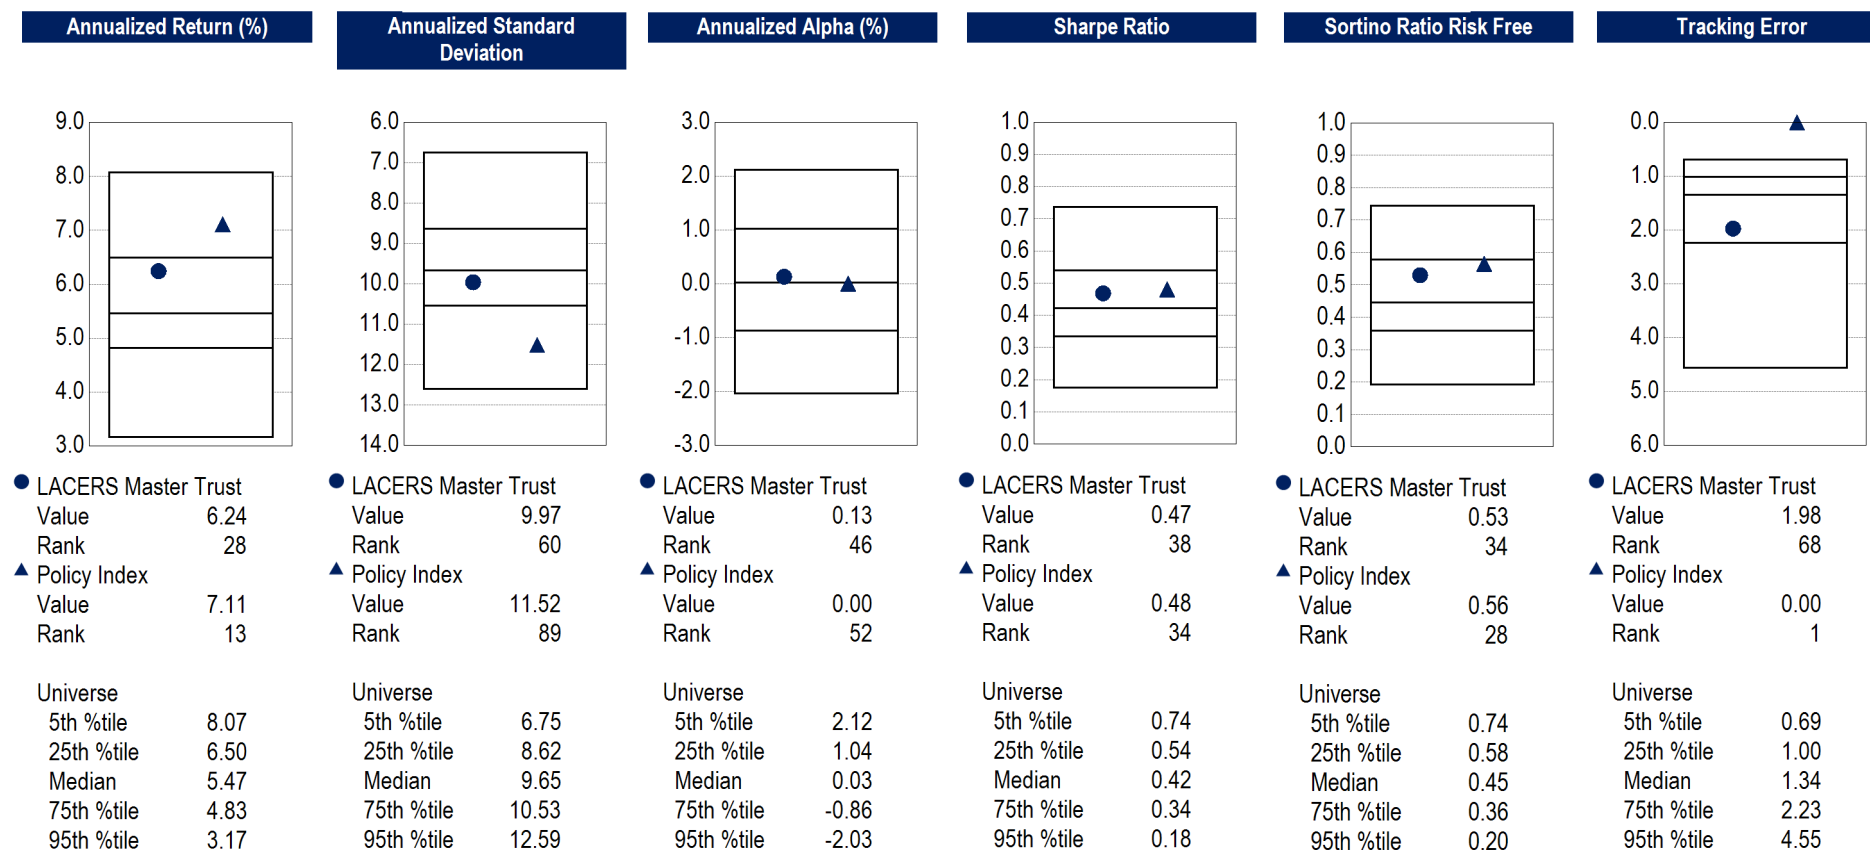 Annualized Return (%)
9.0
8.0
7.0
6.0
5.0
4.0
3.0
LACERS Master Trust
Value 6.24
Rank 28
Policy Index
Value 7.11
Rank 13
Universe
5th %tile 8.07
25th %tile 6.50
Median 5.47
75th %tile 4.83
95th %tile 3.17
Annualized Standard
Deviation
6.0
7.0
8.0
9.0
10.0
11.0
12.0
13.0
14.0
LACERS Master Trust
Value 9.97
Rank 60
Policy Index
Value 11.52
Rank 89
Universe
5th %tile 6.75
25th %tile 8.62
Median 9.65
75th %tile 10.53
95th %tile 12.59
Annualized Alpha (%)
3.0
2.0
1.0
0.0
-1.0
-2.0
-3.0
LACERS Master Trust
Value 0.13
Rank 46
Policy Index
Value 0.00
Rank 52
Universe
5th %tile 2.12
25th %tile 1.04
Median 0.03
75th %tile -0.86
95th %tile -2.03
Sharpe Ratio
1.0
0.9
0.8
0.7
0.6
0.5
0.4
0.3
0.2
0.1
0.0
LACERS Master Trust
Value 0.47
Rank 38
Policy Index
Value 0.48
Rank 34
Universe
5th %tile 0.74
25th %tile 0.54
Median 0.42
75th %tile 0.34
95th %tile 0.18
Sortino Ratio Risk Free
1.0
0.9
0.8
0.7
0.6
0.5
0.4
0.3
0.2
0.1
0.0
LACERS Master Trust
Value 0.53
Rank 34
Policy Index
Value 0.56
Rank 28
Universe
5th %tile 0.74
25th %tile 0.58
Median 0.45
75th %tile 0.36
95th %tile 0.20
Tracking Error
0.0
1.0
2.0
3.0
4.0
5.0
6.0
LACERS Master Trust
Value 1.98
Rank 68
Policy Index
Value 0.00
Rank 1
Universe
5th %tile 0.69
25th %tile 1.00
Median 1.34
75th %tile 2.23
95th %tile 4.55